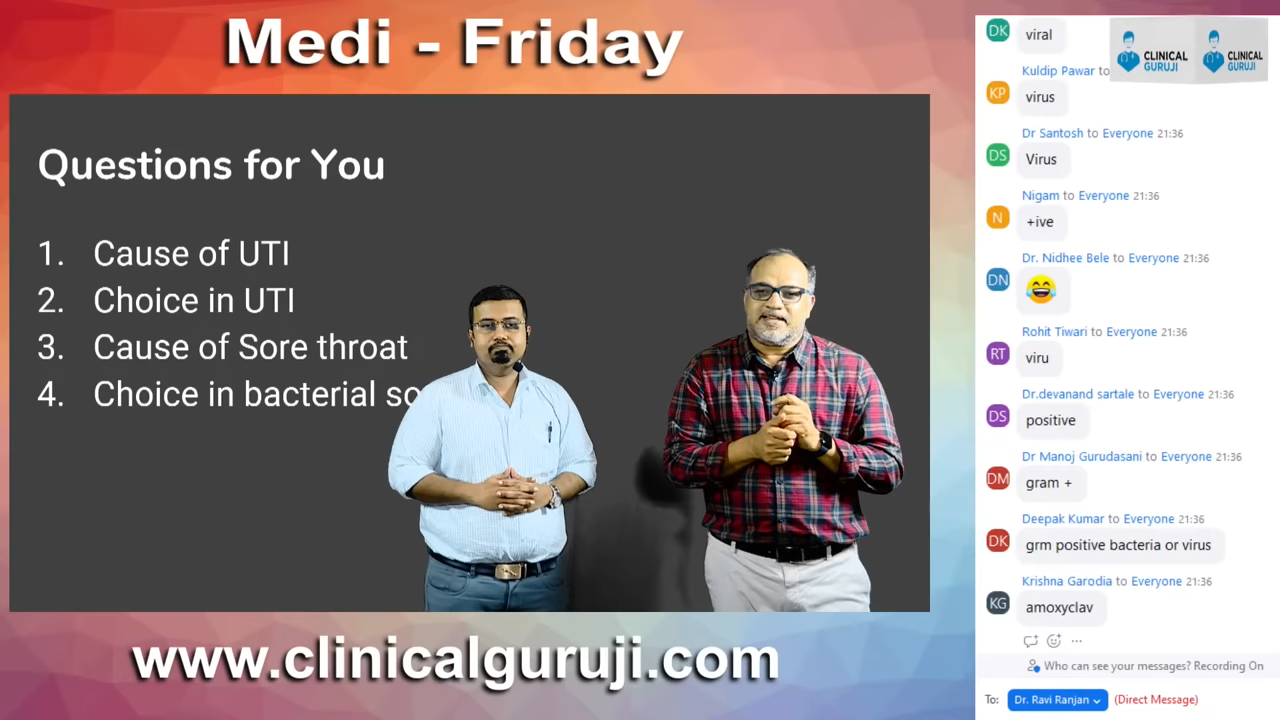 Medi - Friday
Questions for You
1. Cause of UTI
2. Choice in UTI
3. Cause of Sore throat
4. Choice in bacterial so
www.clinicalguruji.com
CLINICAL
GURUJI
CLINICAL
GURUJI
DK
viral
Kuldip Pawar to
KP
virus
Dr Santosh to Everyone 21:36
DS
Virus
Nigam to Everyone 21:36
N
+ive
Dr. Nidhee Bele to Everyone 21:36
DN
Rohit Tiwari to Everyone 21:36
RT
viru
Dr.devanand sartale to Everyone 21:36
DS
positive
Dr Manoj Gurudasani to Everyone 21:36
DM
gram +
Deepak Kumar to Everyone 21:36
DK
grm positive bacteria or virus
Krishna Garodia to Everyone 21:36
KG
amoxyclav
Who can see your messages? Recording On
To: Dr. Ravi Ranjan (Direct Message)